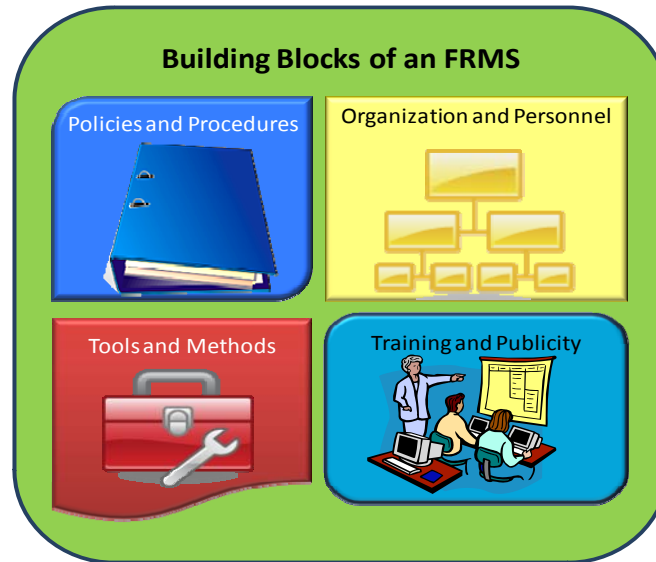 Building Blocks of an FRMS
Policies and Procedures
Organization and Personnel
Tools and Methods
Training and Publicity